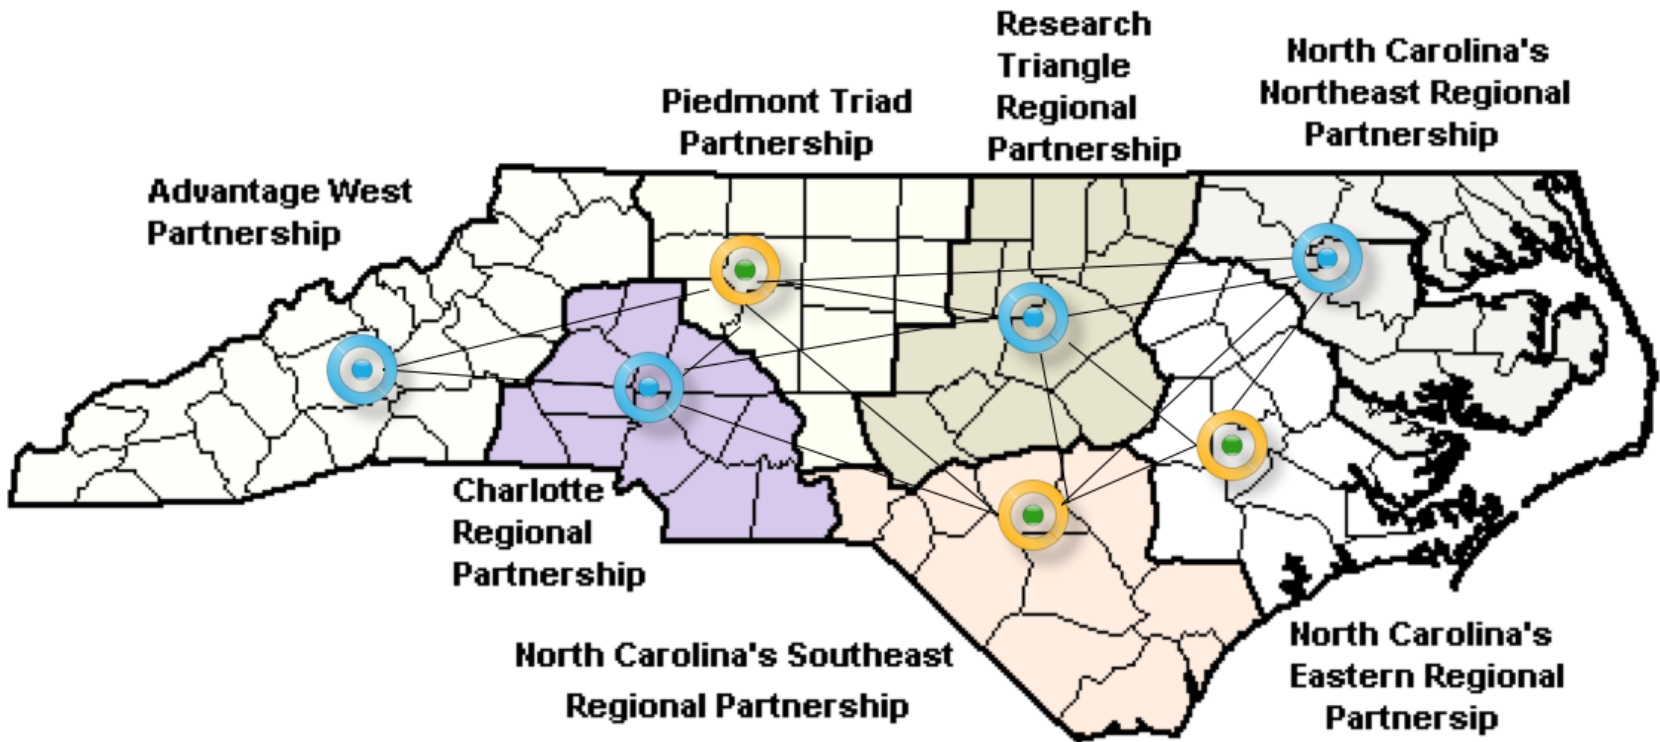 Research
Triangle
Regional
Partnership
North Carolina's
Northeast Regional
Partnership
Piedmont Triad
Partnership
Advantage West
Partnership
Charlotte
Regional
Partnership
North Carolina's Southeast
Regional Partnership
North Carolina's
Eastern Regional
Partnersip